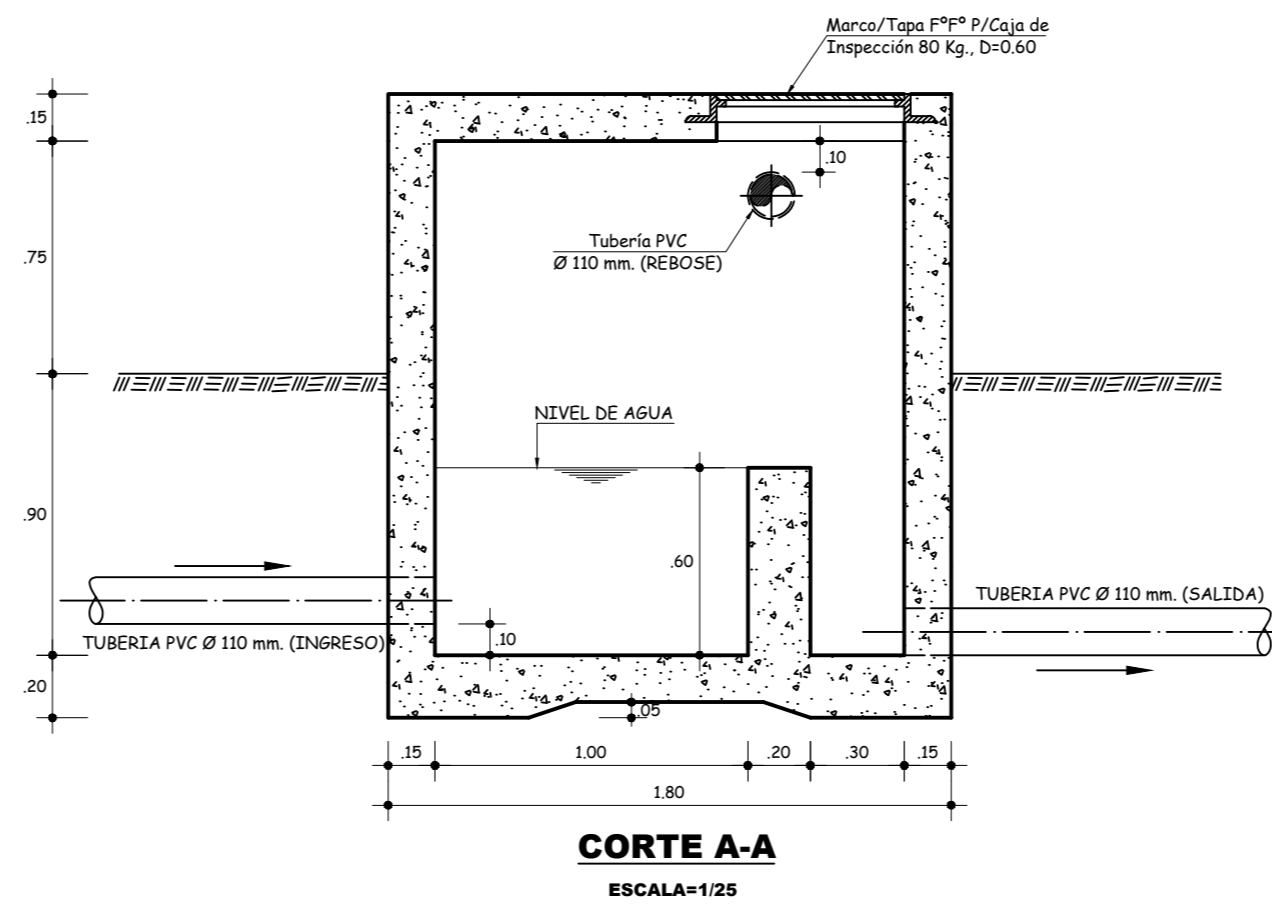 Marco/Tapa FºFº P/Caja de
Inspección 80 Kg., D=0.60
.15
.10
.75
Tubería PVC
Ø 110 mm. (REBOSE)
NIVEL DE AGUA
.90
.60
TUBERIA PVC Ø 110 mm. (SALIDA)
TUBERIA PVC Ø 110 mm. (INGRESO)
.10
.20
.05
.15
1.00
.20
.30
.15
1.80
CORTE A-A
ESCALA=1/25